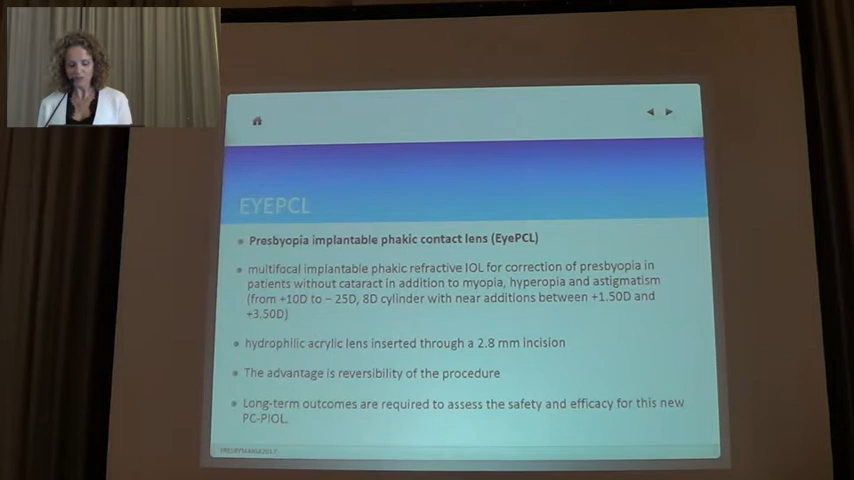 EYEPCL
Presbyopia implantable phakic contact lens (EyePCL)
multifocal implantable phakic refractive IOL for correction of presbyopia in
patients without cataract in addition to myopia, hyperopia and astigmatism
(from +10D to – 25D, 8D cylinder with near additions between +1.50D and
+3.50D)
hydrophilic acrylic lens inserted through a 2.8 mm incision
The advantage is reversibility of the procedure
Long-term outcomes are required to assess the safety and efficacy for this new
PC-PIOL.